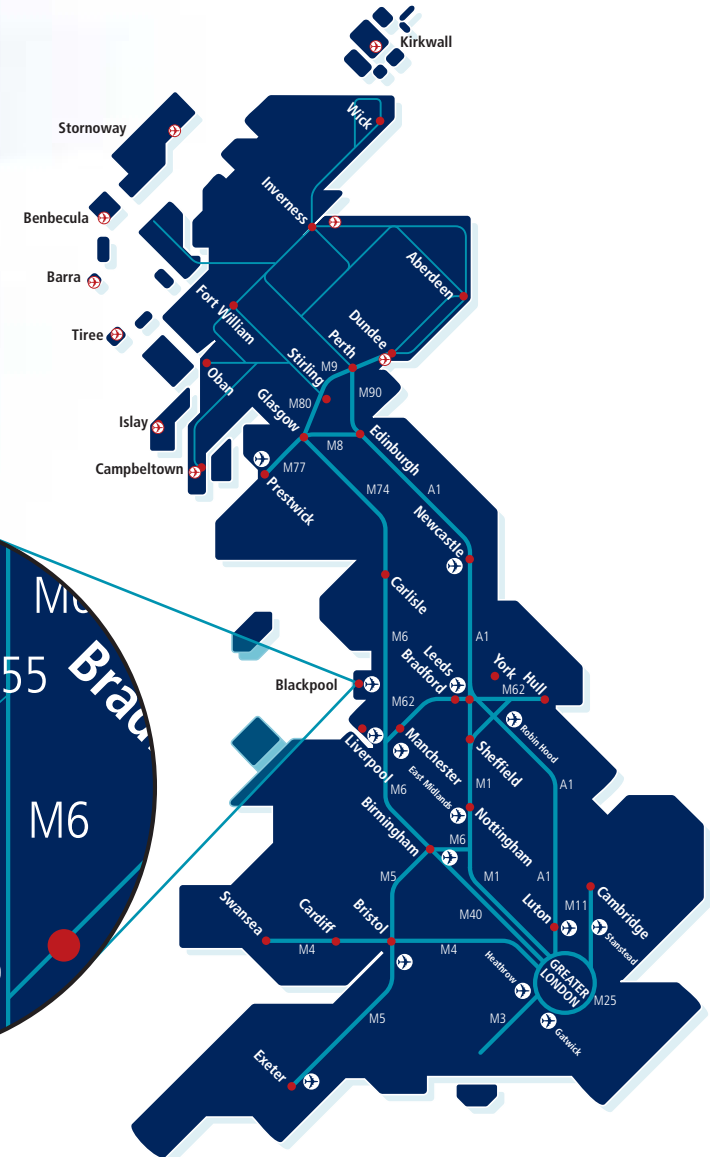 Kirkwall
Wick
Stornoway
Inverness
Benbecula
Aberdeen
Barra
Fort William
Dundee
Tiree
Perth
Stirling
M9
Oban
M90
M80
Glasgow
Islay
Edinburgh
M8
Campbeltown
M77
Prestwick
M74
A1
Newcastle
Carlisle
M6
A1
Leeds
Bradford
York
Hull
Blackpool
M62
M62
Robin Hood
Liverpool
Manchester
Sheffield
East Midlands
M6
M1
A1
Nottingham
Birmingham
M6
M5
M1
A1
Swansea
Cardiff
Bristol
M40
Luton
M11
Cambridge
Stanstead
M4
M4
Heathrow
GREATER
LONDON
M25
M5
M3
Gatwick
Exeter
55
M6